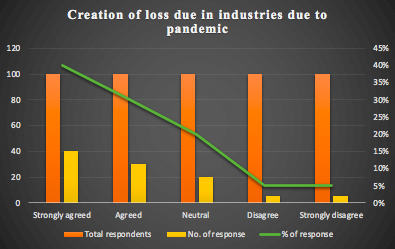 Creation of loss due in industries due to
pandemic
120
100
80
60
40
20
0
45%
40%
35%
30%
25%
20%
15%
10%
5%
0%
Strongly agreed
Agreed
Neutral
Disagree
Strongly disagree
Total respondents
No. of response
% of response